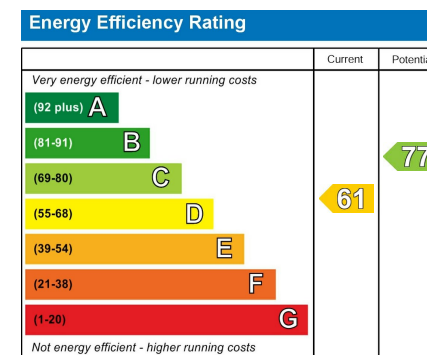 Energy Efficiency Rating
Current Potentia
Very energy efficient - lower running costs
(92 plus) A
(81-91) B
(69-80) C
(55-68) D
(39-54) E
(21-38) F
(1-20) G
61
77
Not energy efficient - higher running costs